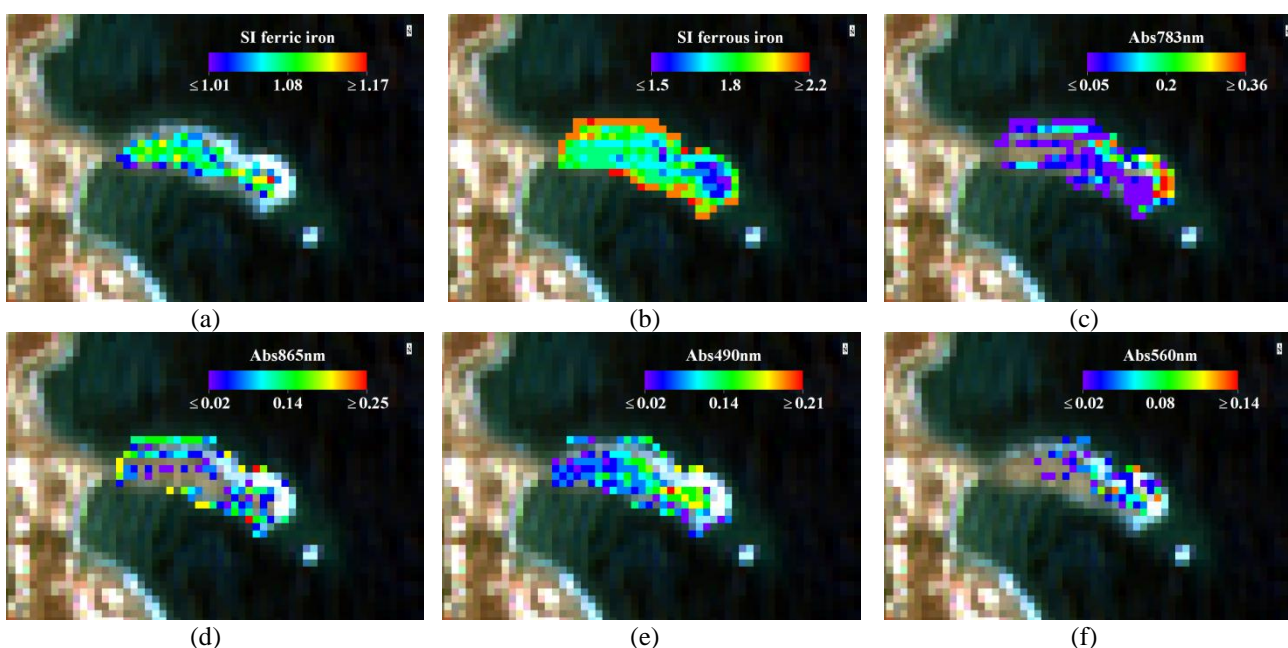 SI ferric iron
≤1.01 1.08 ≥1.17
(a)
SI ferrous iron
≤1.5 1.8 ≥2.2
(b)
Abs783nm
≤0.05 0.2 ≥0.36
(c)
Abs865nm
≤0.02 0.14 ≥0.25
(d)
Abs490nm
≤0.02 0.14 ≥0.21
(e)
Abs560nm
≤0.02 0.08 ≥0.14
(f)